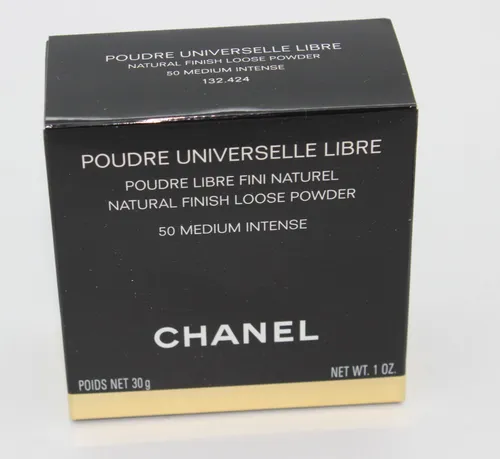 POUDRE UNIVERSELLE LIBRE
NATURAL FINISH LOOSE POWDER
50 MEDIUM INTENSE
132.424
POUDRE UNIVERSELLE LIBRE
POUDRE LIBRE FINI NATUREL
NATURAL FINISH LOOSE POWDER
50 MEDIUM INTENSE
CHANEL
POIDS NET 30 g NET WT. 1 OZ.